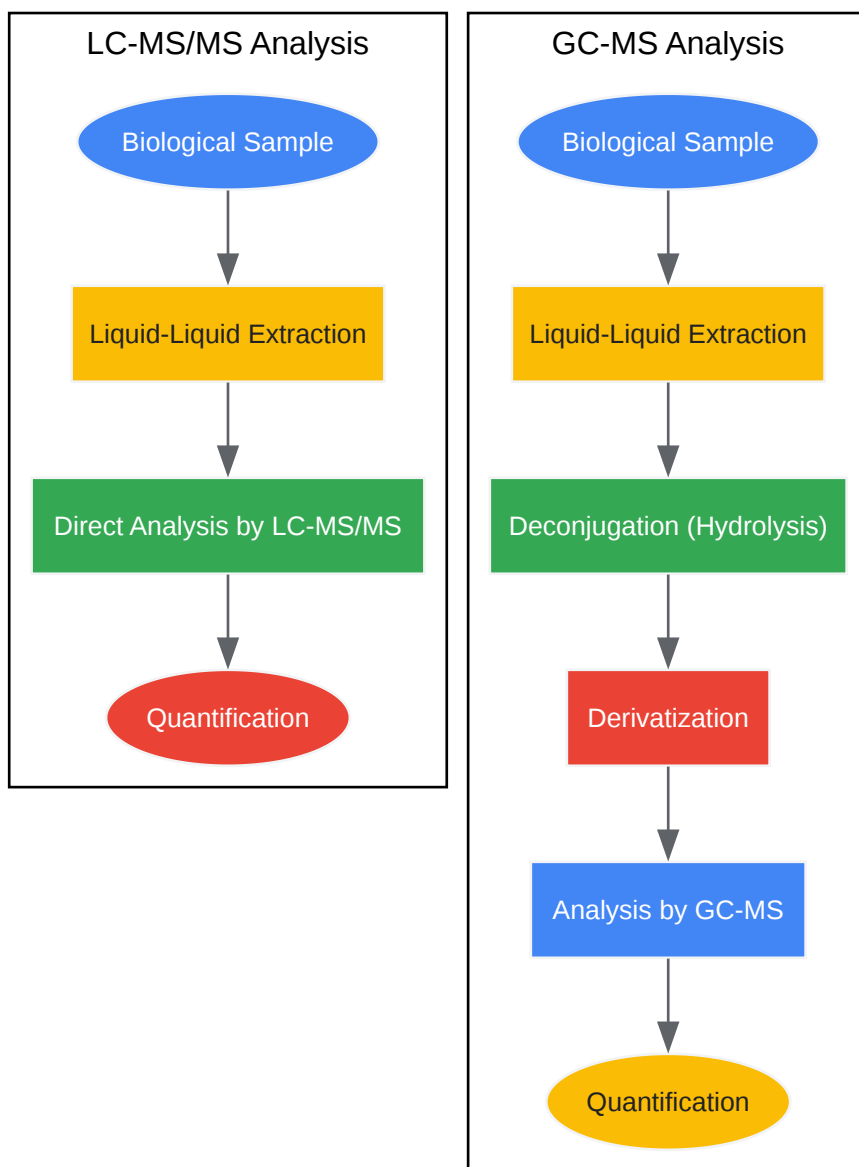 LC-MS/MS Analysis
Biological Sample
Liquid-Liquid Extraction
Direct Analysis by LC-MS/MS
Quantification
GC-MS Analysis
Biological Sample
Liquid-Liquid Extraction
Deconjugation (Hydrolysis)
Derivatization
Analysis by GC-MS
Quantification